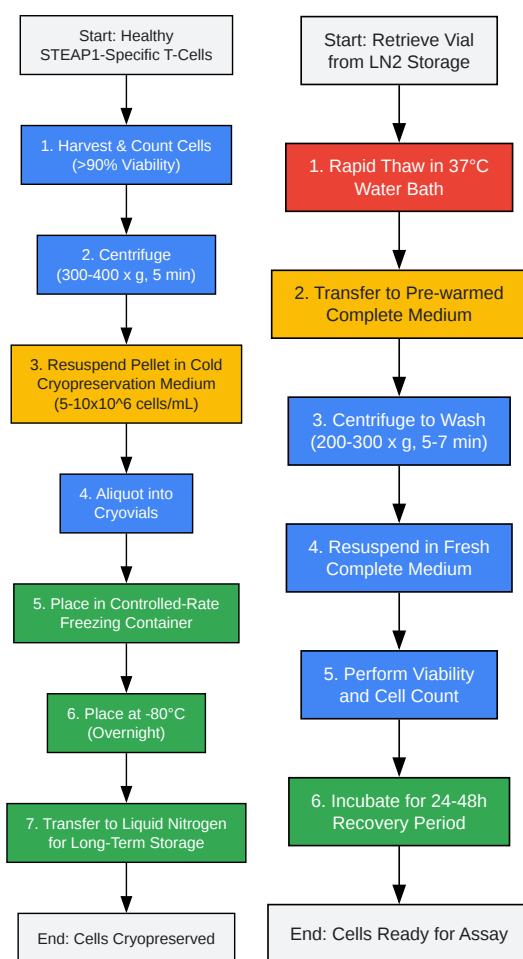 Start: Healthy
STEAP1-Specific T-Cells
1. Harvest & Count Cells
(>90% Viability)
2. Centrifuge
(300-400 x g, 5 min)
3. Resuspend Pellet in Cold
Cryopreservation Medium
(5-10x10^6 cells/mL)
4. Aliquot into
Cryovials
5. Place in Controlled-Rate
Freezing Container
6. Place at -80°C
(Overnight)
7. Transfer to Liquid Nitrogen
for Long-Term Storage
End: Cells Cryopreserved
Start: Retrieve Vial
from LN2 Storage
1. Rapid Thaw in 37°C
Water Bath
2. Transfer to Pre-warmed
Complete Medium
3. Centrifuge to Wash
(200-300 x g, 5-7 min)
4. Resuspend in Fresh
Complete Medium
5. Perform Viability
and Cell Count
6. Incubate for 24-48h
Recovery Period
End: Cells Ready for Assay